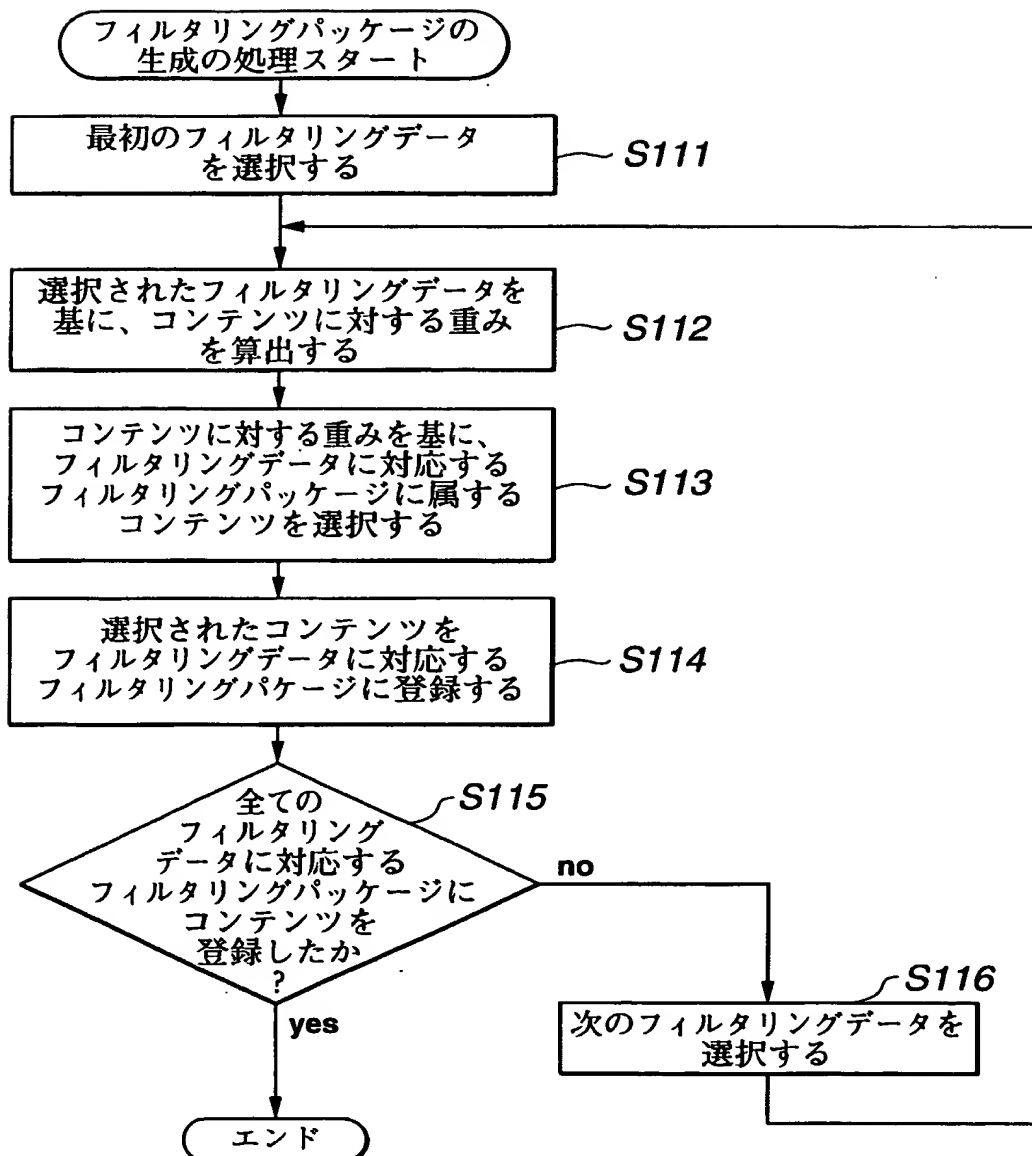 フィルタリングパッケージの
生成の処理スタート
最初のフィルタリングデータ
を選択する
S111
選択されたフィルタリングデータを
基に、コンテンツに対する重み
を算出する
S112
コンテンツに対する重みを基に、
フィルタリングデータに対応する
フィルタリングパッケージに属する
コンテンツを選択する
S113
選択されたコンテンツを
フィルタリングデータに対応する
フィルタリングパケージに登録する
S114
全ての
フィルタリング
データに対応する
フィルタリングパッケージに
コンテンツを
登録したか
?
S115
no
yes
S116
次のフィルタリングデータを
選択する
エンド